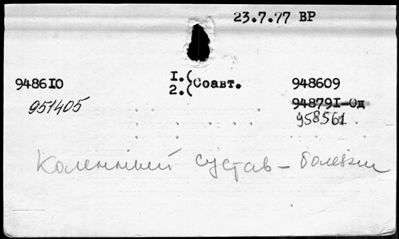 23.7.77 ВР
948610 1.(Соавт. 948609
951405 2.( 948791-Од
958561
Коленный сустав - болезни